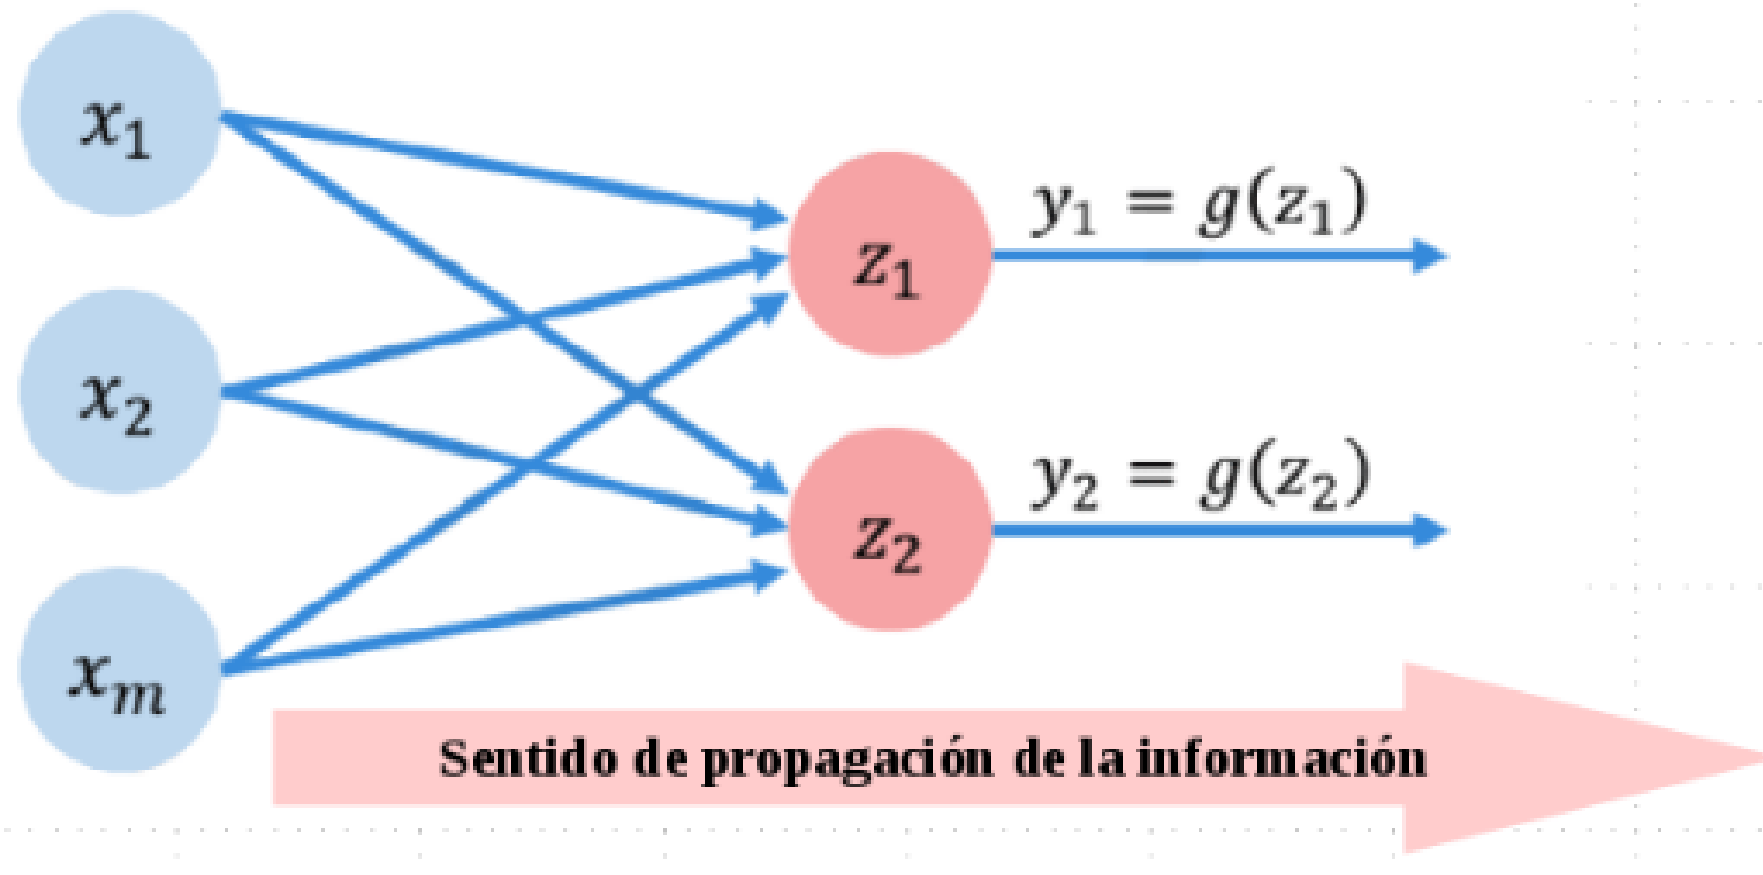 x₁
y₁ = g(z₁)
z₁
x₂
y₂ = g(z₂)
z₂
xₘ
Sentido de propagación de la información